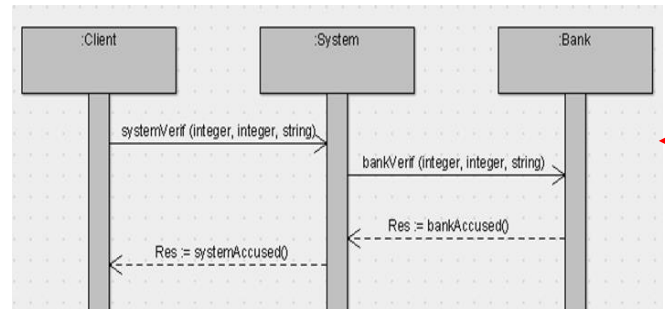 :Client
:System
:Bank
systemVerif (integer, integer, string)
bankVerif (integer, integer, string)
Res := bankAccused()
Res := systemAccused()